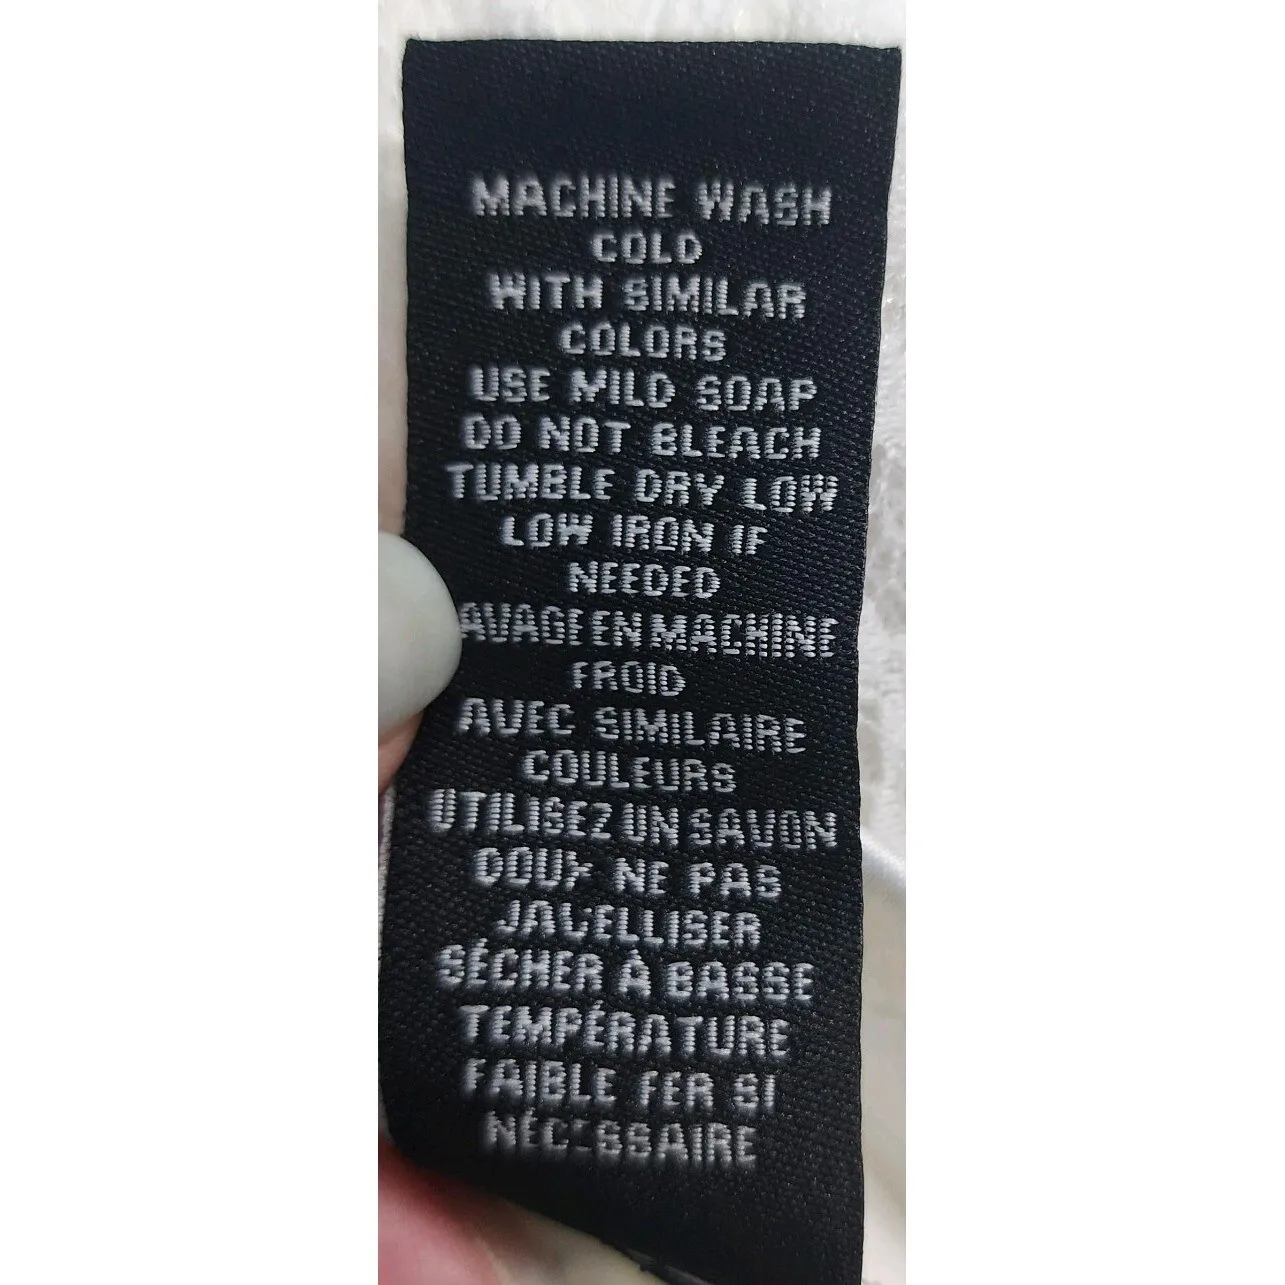 MACHINE WASH
COLD
WITH SIMILAR
COLORS
USE MILD SOAP
DO NOT BLEACH
TUMBLE DRY LOW
LOW IRON IF
NEEDED
AVAGE EN MACHINE
FROID
AVEC SIMILAIRE
COULEURS
UTILISEZ UN SAVON
DOUX NE PAS
JAVELLISER
SÉCHER À BASSE
TEMPÉRATURE
FAIBLE FER SI
NÉCESSAIRE